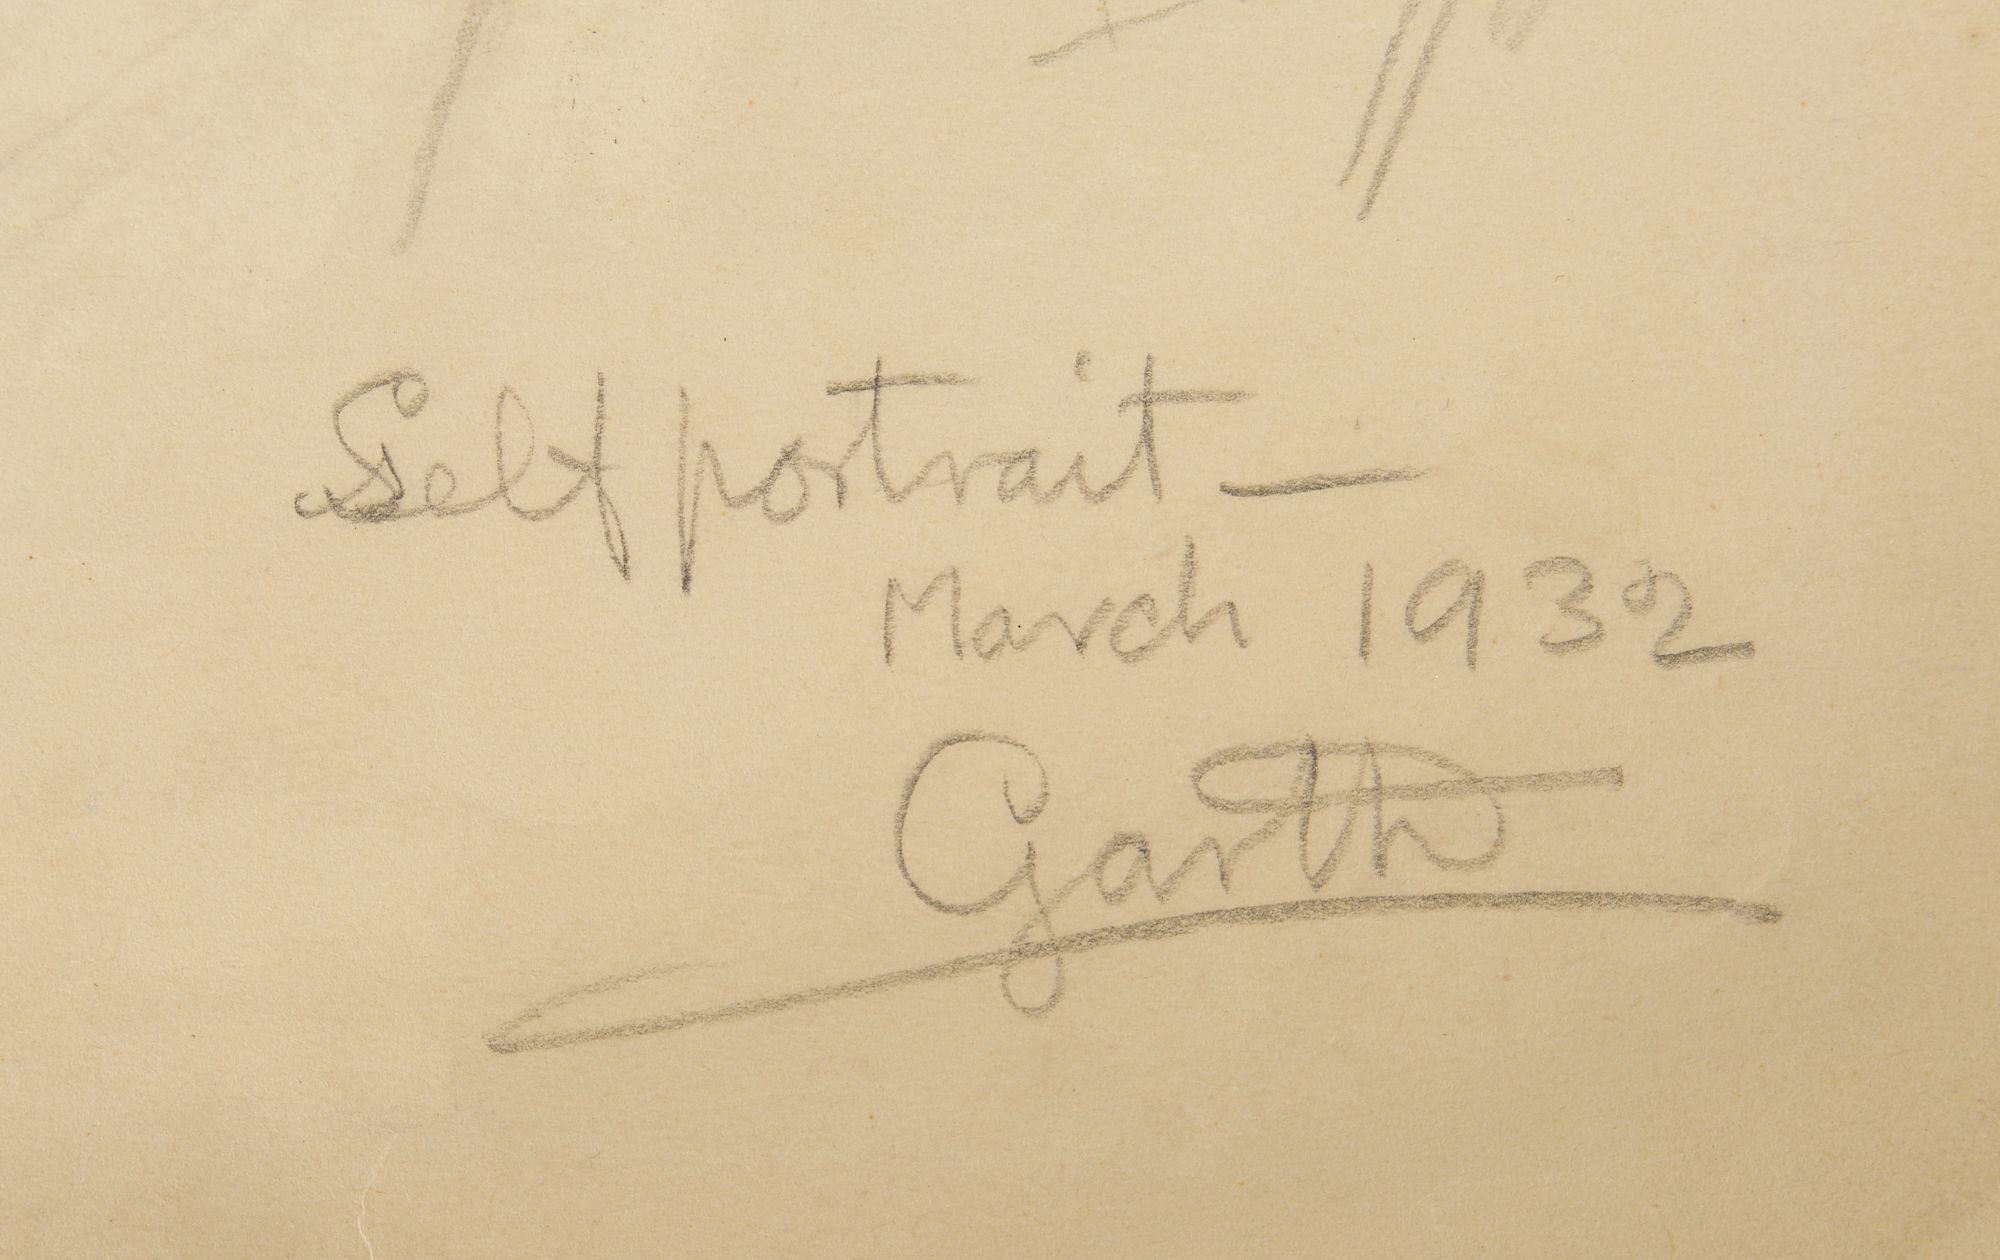 Self portrait —
March 1932
Garth